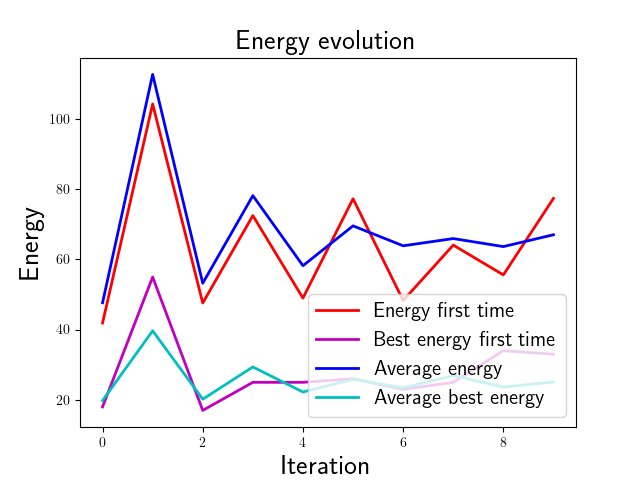 Energy evolution
Energy
100
80
60
40
20
Energy first time
Best energy first time
Average energy
Average best energy
0
2
4
6
8
Iteration